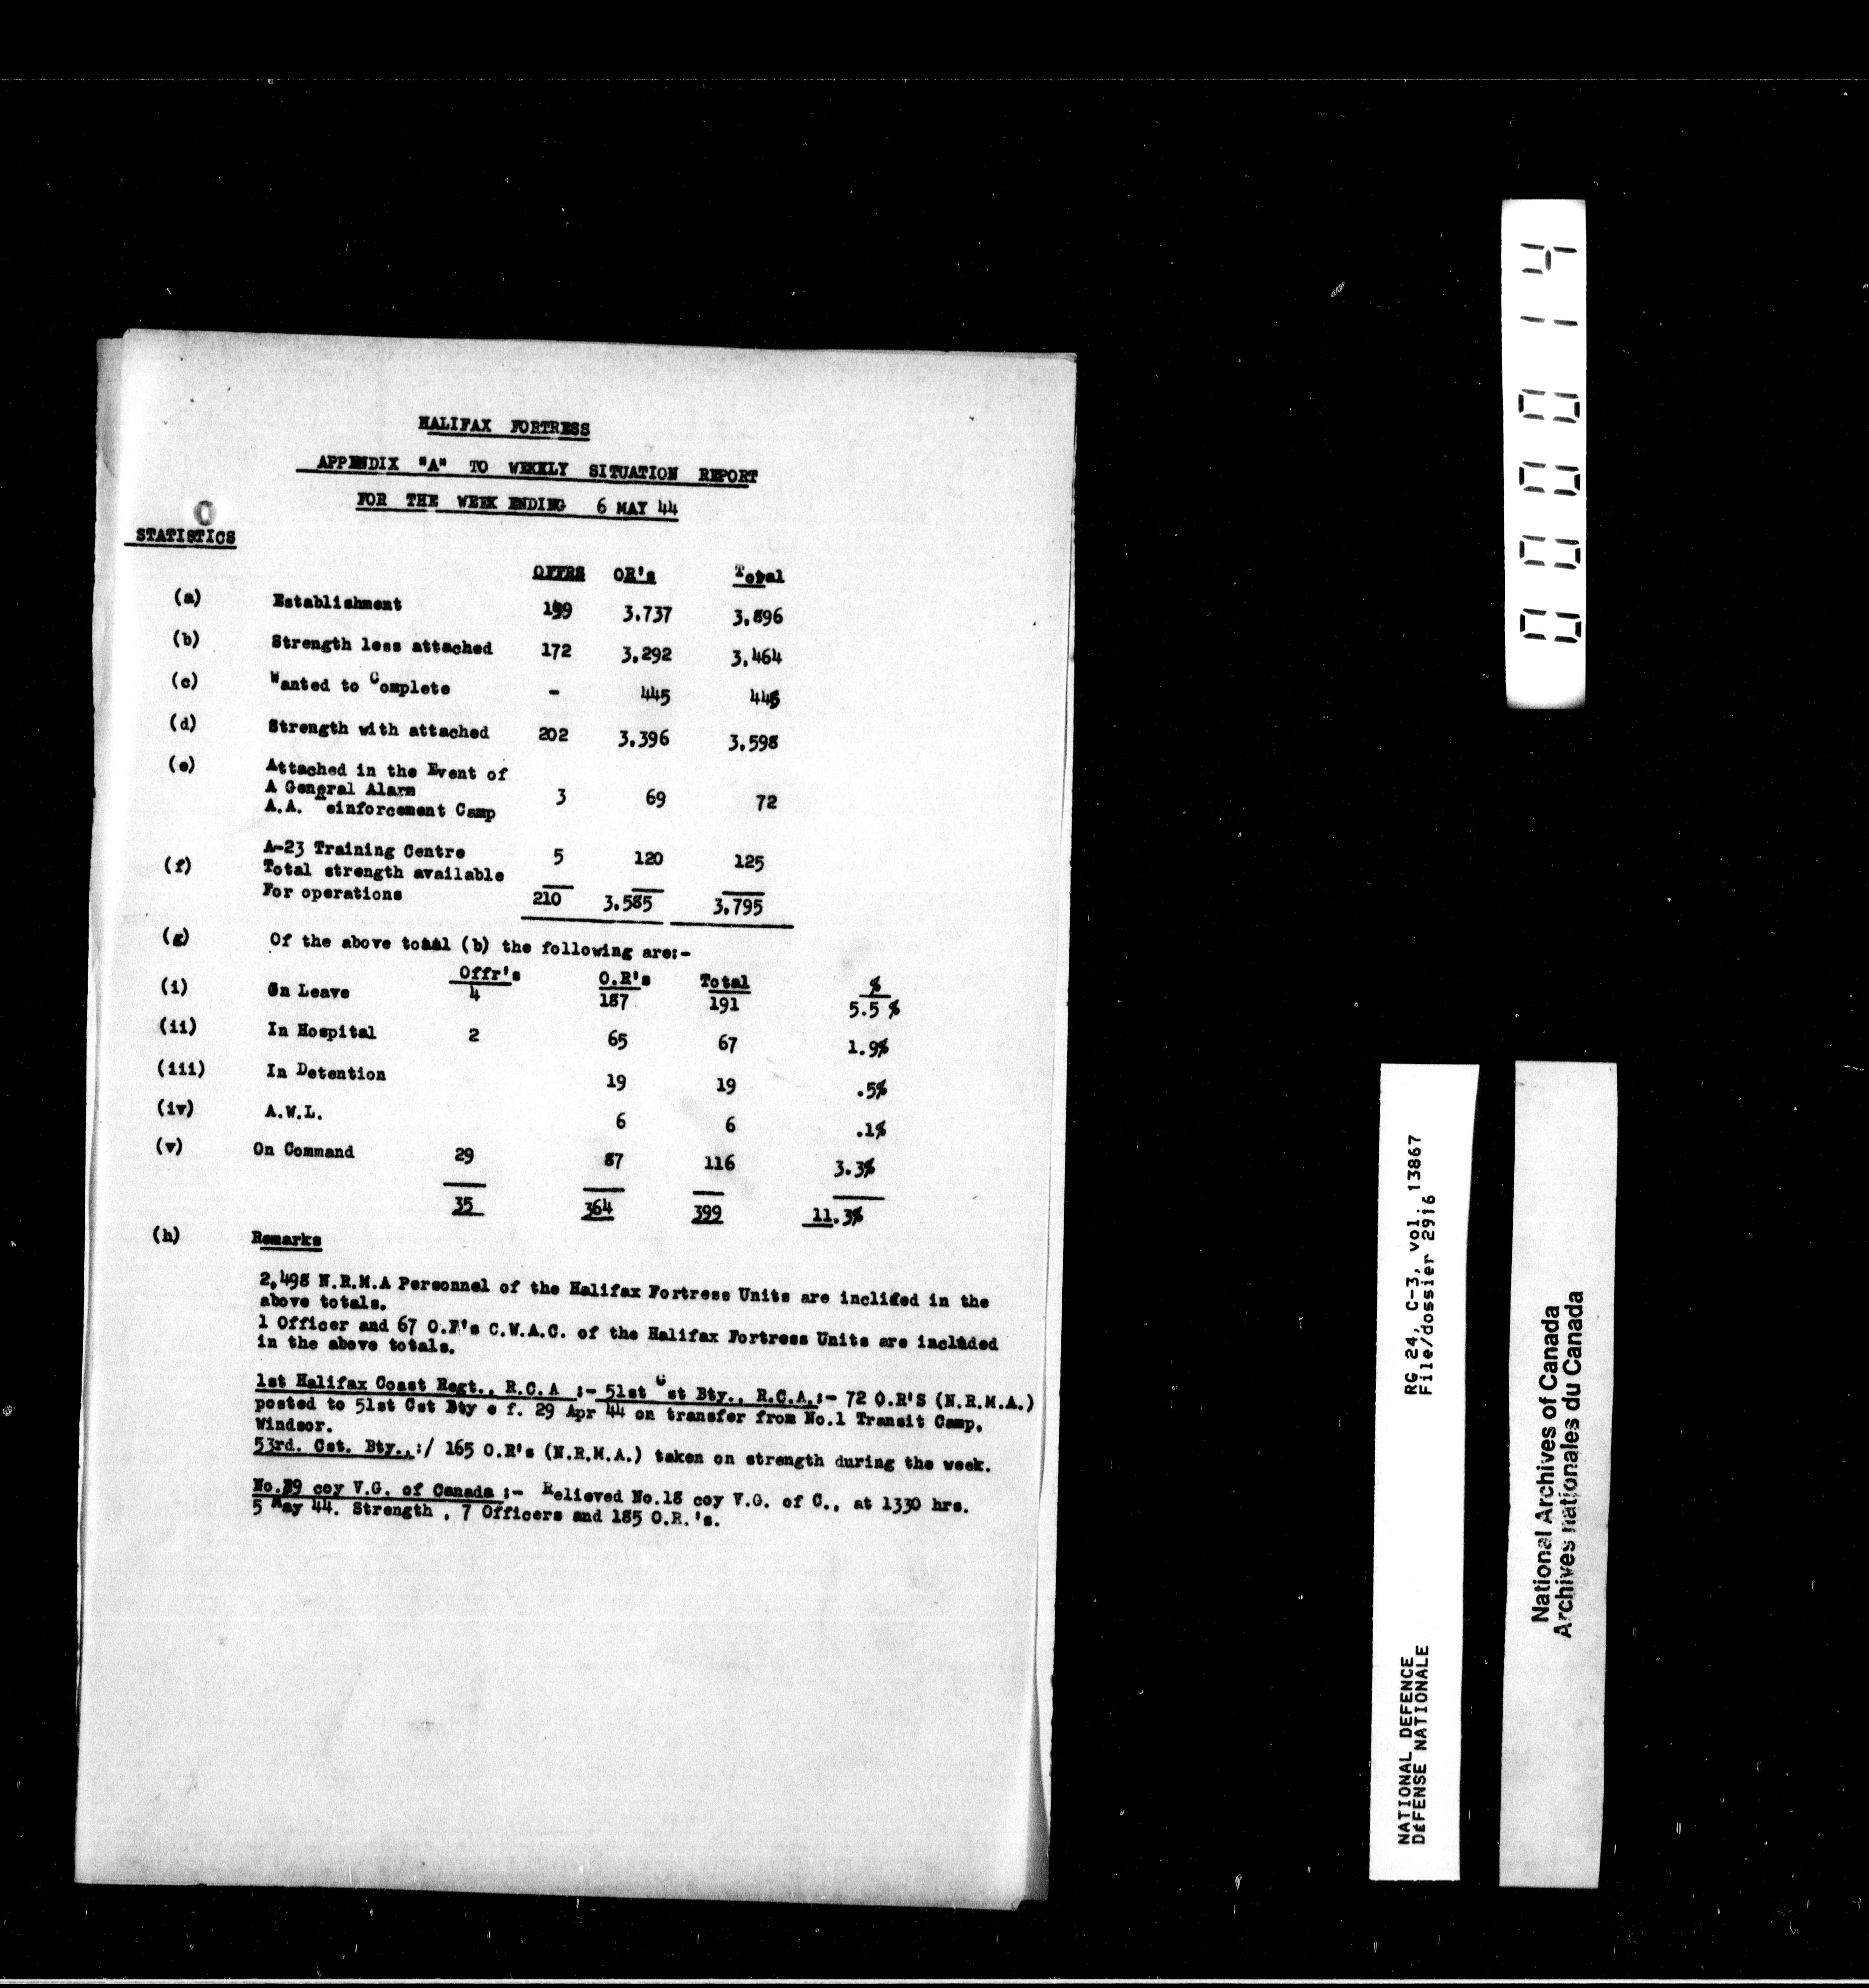 HALIFAX FORTRESS
APPENDIX "A" TO WEEKLY SITUATION REPORT
FOR THE WEEK ENDING 6 MAY 44
STATISTICS
OFFRS OR's Total
(a) Establishment 159 3.737 3,896
(b) Strength less attached 172 3,292 3,464
(c) Wanted to Complete - 445 445
(d) Strength with attached 202 3.396 3.598
(e) Attached in the Event of
A General Alarm
A.A. Reinforcement Camp 3 69 72
A-23 Training Centre 5 120 125
(f) Total strength available
For operations 210 3.585 3.795
(g) Of the above total (b) the following are:-
Offr's O.R's Total %
(i) On Leave 4 187 191 5.5 %
(ii) In Hospital 2 65 67 1.9%
(iii) In Detention 19 19 .5%
(iv) A.W.L. 6 6 .1%
(v) On Command 29 87 116 3.3%
35 364 399 11.3%
(h) Remarks
2,498 N.R.M.A Personnel of the Halifax Fortress Units are inclifed in the
above totals.
1 Officer and 67 O.R's C.W.A.C. of the Halifax Fortress Units are included
in the above totals.
1st Halifax Coast Regt., R.C.A :- 51st Cst Bty., R.C.A.:- 72 O.R'S (N.R.M.A.)
posted to 51st Cst Bty e f. 29 Apr 44 on transfer from No.1 Transit Camp,
Windsor.
53rd. Cst. Bty.,:/ 165 O.R's (N.R.M.A.) taken on strength during the week.
No. coy V.G. of Canada :- Relieved No.18 coy V.G. of C., at 1330 hrs.
5 May 44. Strength , 7 Officers and 185 O.R.'s.
000014
RG 24, C-3, vol. 13867
File/dossier 2916
NATIONAL DEFENCE
DÉFENSE NATIONALE
National Archives of Canada
Archives nationales du Canada